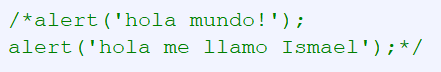 /*alert('hola mundo!');
alert('hola me llamo Ismael');*/